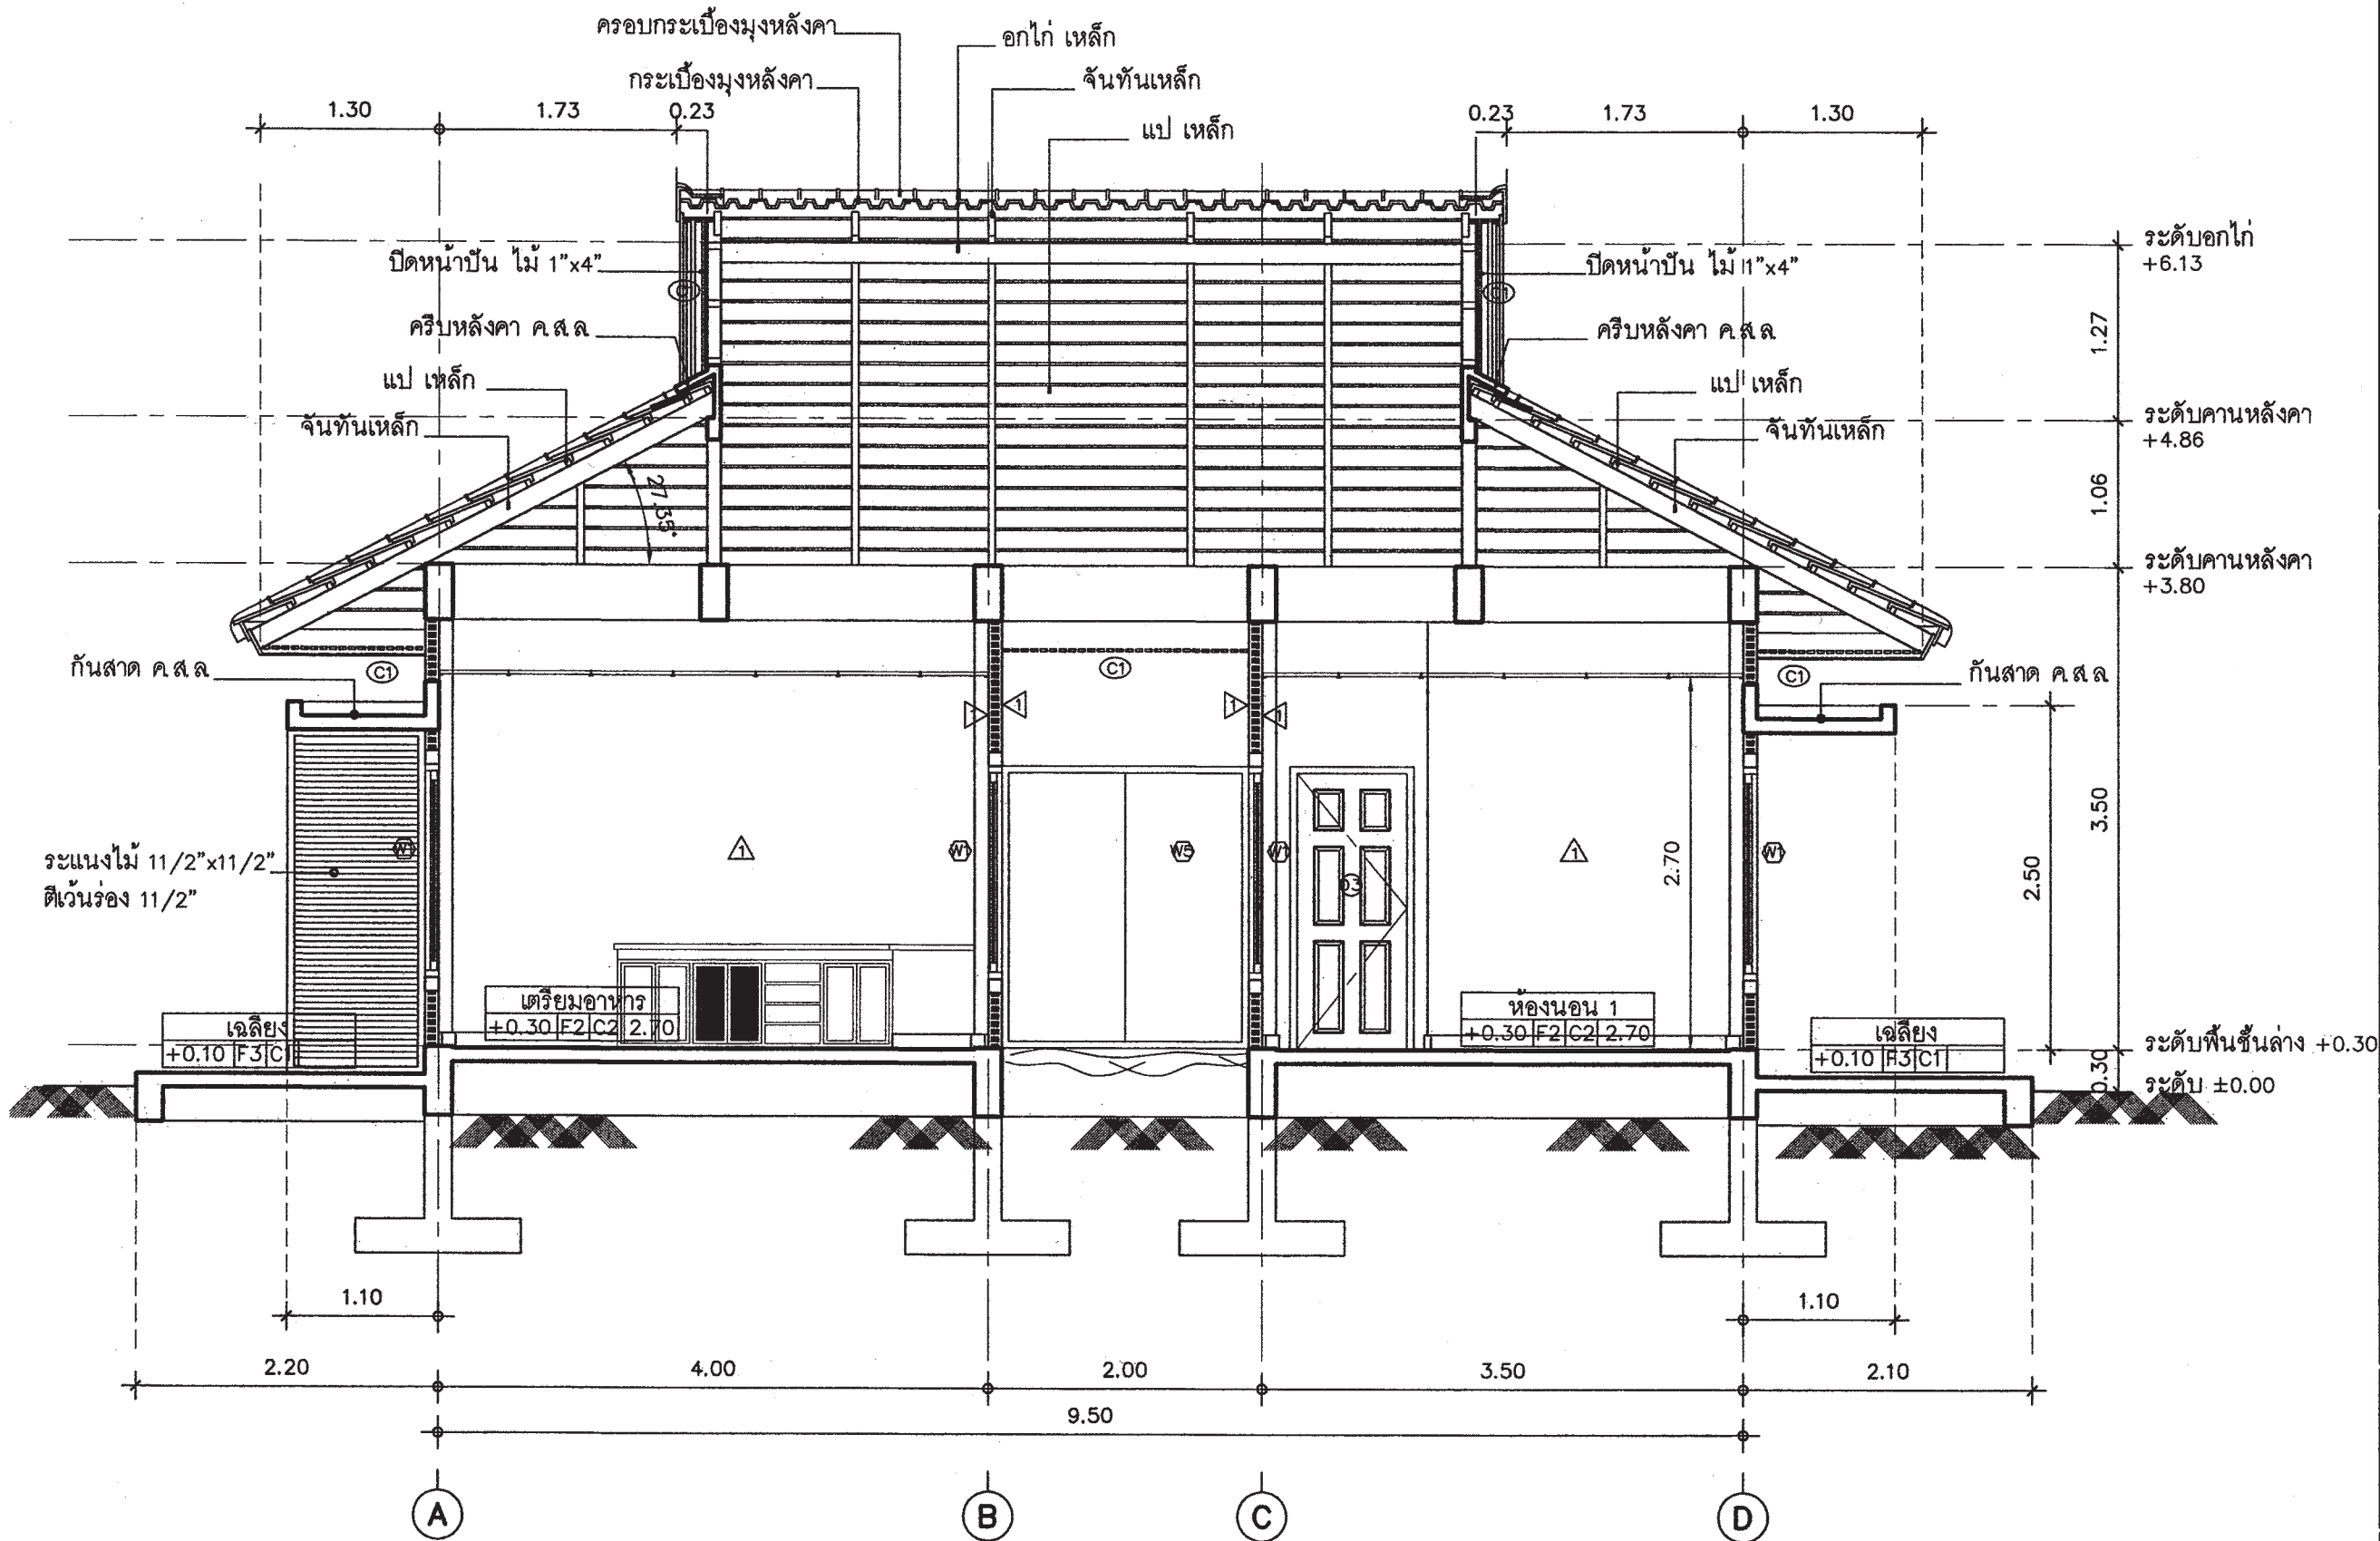 ครอบกระเบื้องมุงหลังคา
อกไก่ เหล็ก
กระเบื้องมุงหลังคา
จันทันเหล็ก
1.30
1.73
0.23
แป เหล็ก
0.23
1.73
1.30
ระดับอกไก่
+6.13
ปิดหน้าปัน ไม้ 1"x4"
ปิดหน้าปัน ไม้ 1"x4"
C1
C1
ครีบหลังคา ค.ส.ล.
ครีบหลังคา ค.ส.ล.
1.27
แป เหล็ก
แป เหล็ก
ระดับคานหลังคา
+4.86
จันทันเหล็ก
จันทันเหล็ก
27.35°
1.06
ระดับคานหลังคา
+3.80
กันสาด ค.ส.ล.
C1
C1
C1
กันสาด ค.ส.ล.
1
1
1
1
3.50
ระแนงไม้ 11/2"x11/2"
ตีเว้นร่อง 11/2"
W1
1
W1
W5
W1
D3
1
2.70
W1
2.50
เตรียมอาหาร
+0.30 F2 C2 2.70
ห้องนอน 1
+0.30 F2 C2 2.70
เฉลียง
+0.10 F3 C1
เฉลียง
+0.10 F3 C1
ระดับพื้นชั้นล่าง +0.30
0.30
ระดับ ±0.00
1.10
1.10
2.20
4.00
2.00
3.50
2.10
9.50
A
B
C
D